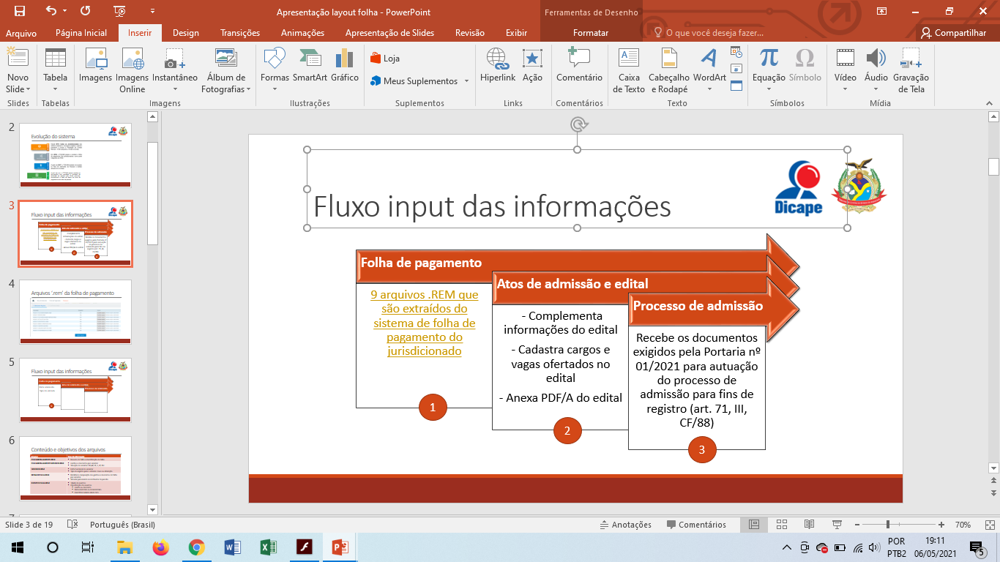 Apresentação layout folha - PowerPoint
Ferramentas de Desenho
Arquivo
Página Inicial
Inserir
Design
Transições
Animações
Apresentação de Slides
Revisão
Exibir
Formatar
O que você deseja fazer...
Compartilhar
Novo
Slide
Tabela
Imagens
Imagens
Online
Instantâneo
Álbum de
Fotografias
Formas
SmartArt
Gráfico
Loja
Meus Suplementos
Hiperlink
Ação
Comentário
Caixa
de Texto
Cabeçalho
e Rodapé
WordArt
Equação
Símbolo
Vídeo
Áudio
Gravação
de Tela
Slides
Tabelas
Imagens
Ilustrações
Suplementos
Links
Comentários
Texto
Símbolos
Mídia
2
Evolução do sistema
3
Fluxo input das informações
4
Arquivos '.rem' da folha de pagamento
5
Fluxo input das informações
6
Conteúdo e objetivos dos arquivos
Fluxo input das informações
Dicape
Folha de pagamento
9 arquivos .REM que
são extraídos do
sistema de folha de
pagamento do
jurisdicionado
1
Atos de admissão e edital
- Complementa
informações do edital
- Cadastra cargos e
vagas ofertados no
edital
- Anexa PDF/A do edital
2
Processo de admissão
Recebe os documentos
exigidos pela Portaria nº
01/2021 para autuação
do processo de
admissão para fins de
registro (art. 71, III,
CF/88)
3
Slide 3 de 19
Português (Brasil)
Anotações
Comentários
70%
POR
PTB2
19:11
06/05/2021
5